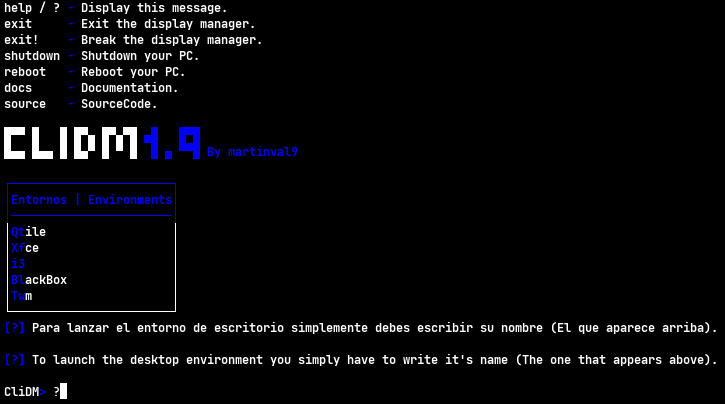 help / ? - Display this message.
exit - Exit the display manager.
exit! - Break the display manager.
shutdown - Shutdown your PC.
reboot - Reboot your PC.
docs - Documentation.
source - SourceCode.
CLIDM 1.9 By martinval9
Entornos | Environments
Qtile
Xfce
i3
BlackBox
Twm
[?] Para lanzar el entorno de escritorio simplemente debes escribir su nombre (El que aparece arriba).
[?] To launch the desktop environment you simply have to write it's name (The one that appears above).
CliDM> ?